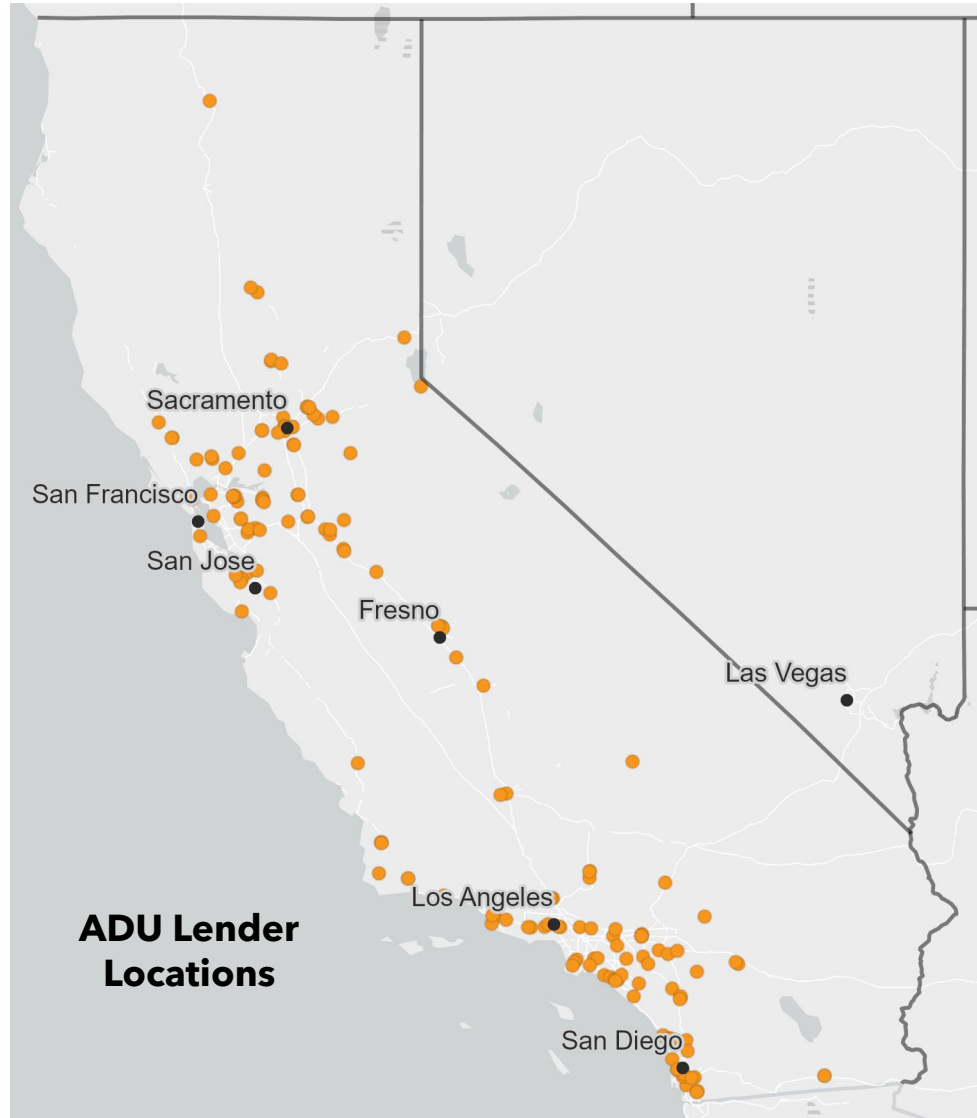 Sacramento
San Francisco
San Jose
Fresno
Las Vegas
Los Angeles
ADU Lender
Locations
San Diego